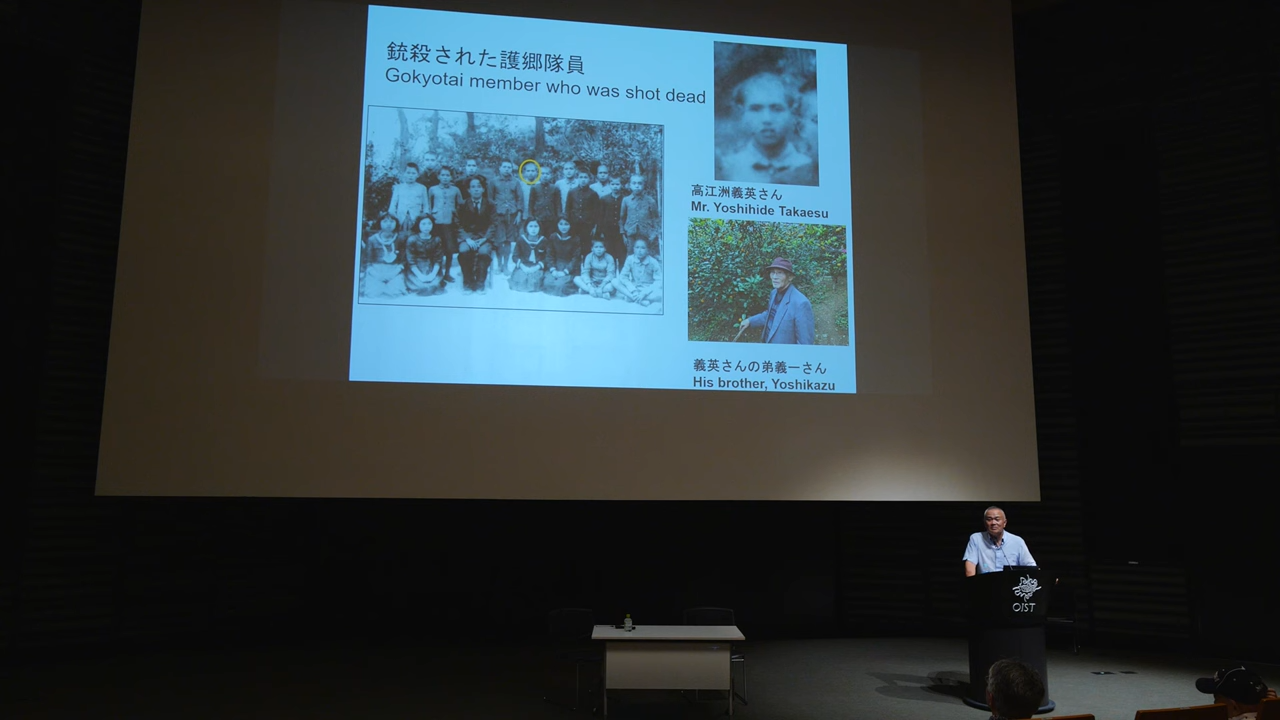 銃殺された護郷隊員
Gokyotai member who was shot dead
高江洲義英さん
Mr. Yoshihide Takaesu
義英さんの弟義一さん
His brother, Yoshikazu
OIST